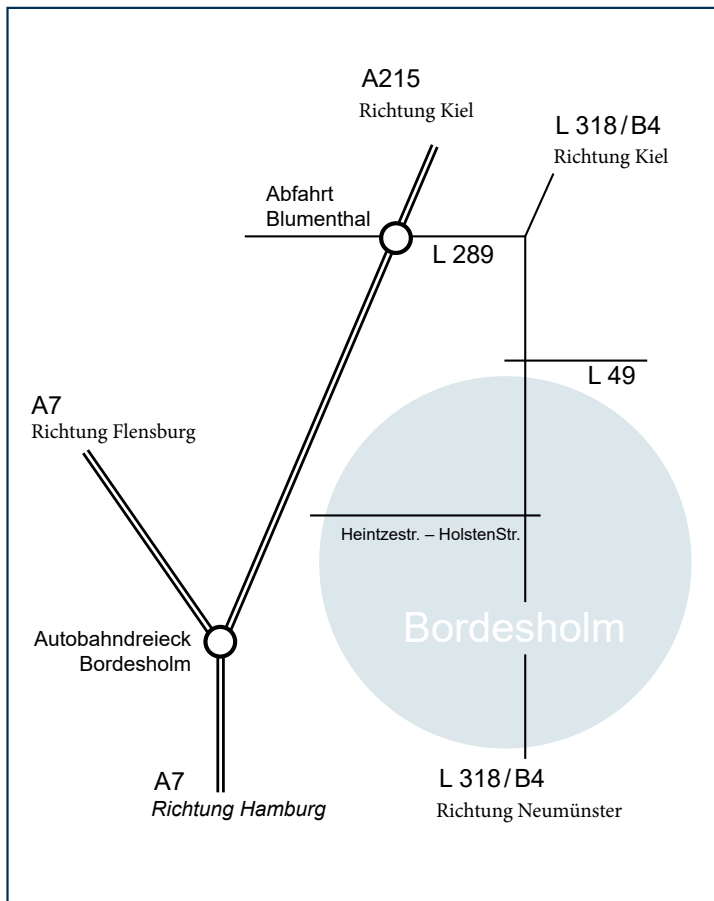 A215
Richtung Kiel
L 318/B4
Richtung Kiel
Abfahrt
Blumenthal
L 289
L 49
A7
Richtung Flensburg
Heintzestr. – HolstenStr.
Bordesholm
Autobahndreieck
Bordesholm
A7
Richtung Hamburg
L 318/B4
Richtung Neumünster